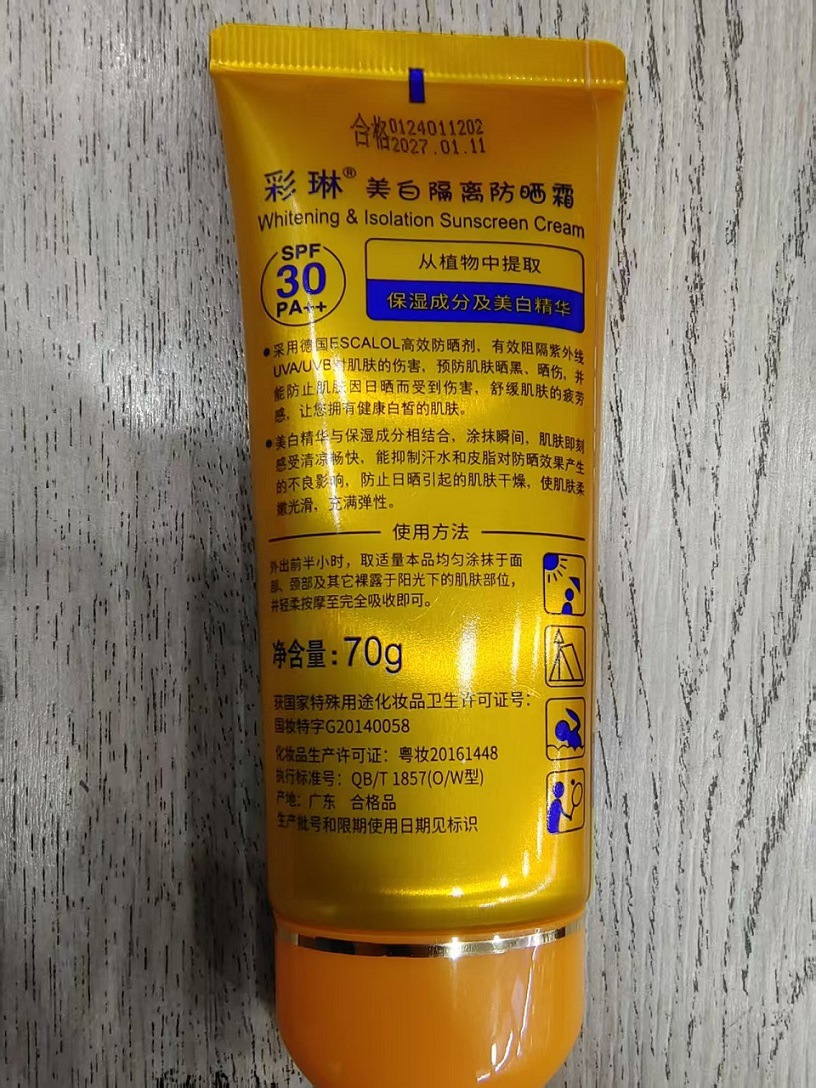 合格0124011202
2027.01.11
彩琳® 美白隔离防晒霜
Whitening & Isolation Sunscreen Cream
SPF
30
PA++
从植物中提取
保湿成分及美白精华
●采用德国ESCALOL高效防晒剂，有效阻隔紫外线
UVA/UVB对肌肤的伤害，预防肌肤晒黑、晒伤，并
能防止肌肤因日晒而受到伤害，舒缓肌肤的疲劳
感，让您拥有健康白皙的肌肤。
●美白精华与保湿成分相结合，涂抹瞬间，肌肤即刻
感受清凉畅快，能抑制汗水和皮脂对防晒效果产生
的不良影响，防止日晒引起的肌肤干燥，使肌肤柔
嫩光滑，充满弹性。
使用方法
外出前半小时，取适量本品均匀涂抹于面
部、颈部及其它裸露于阳光下的肌肤部位，
并轻柔按摩至完全吸收即可。
净含量：70g
获国家特殊用途化妆品卫生许可证号：
国妆特字G20140058
化妆品生产许可证：粤妆20161448
执行标准号：QB/T 1857(O/W型)
产地：广东 合格品
生产批号和限期使用日期见标识